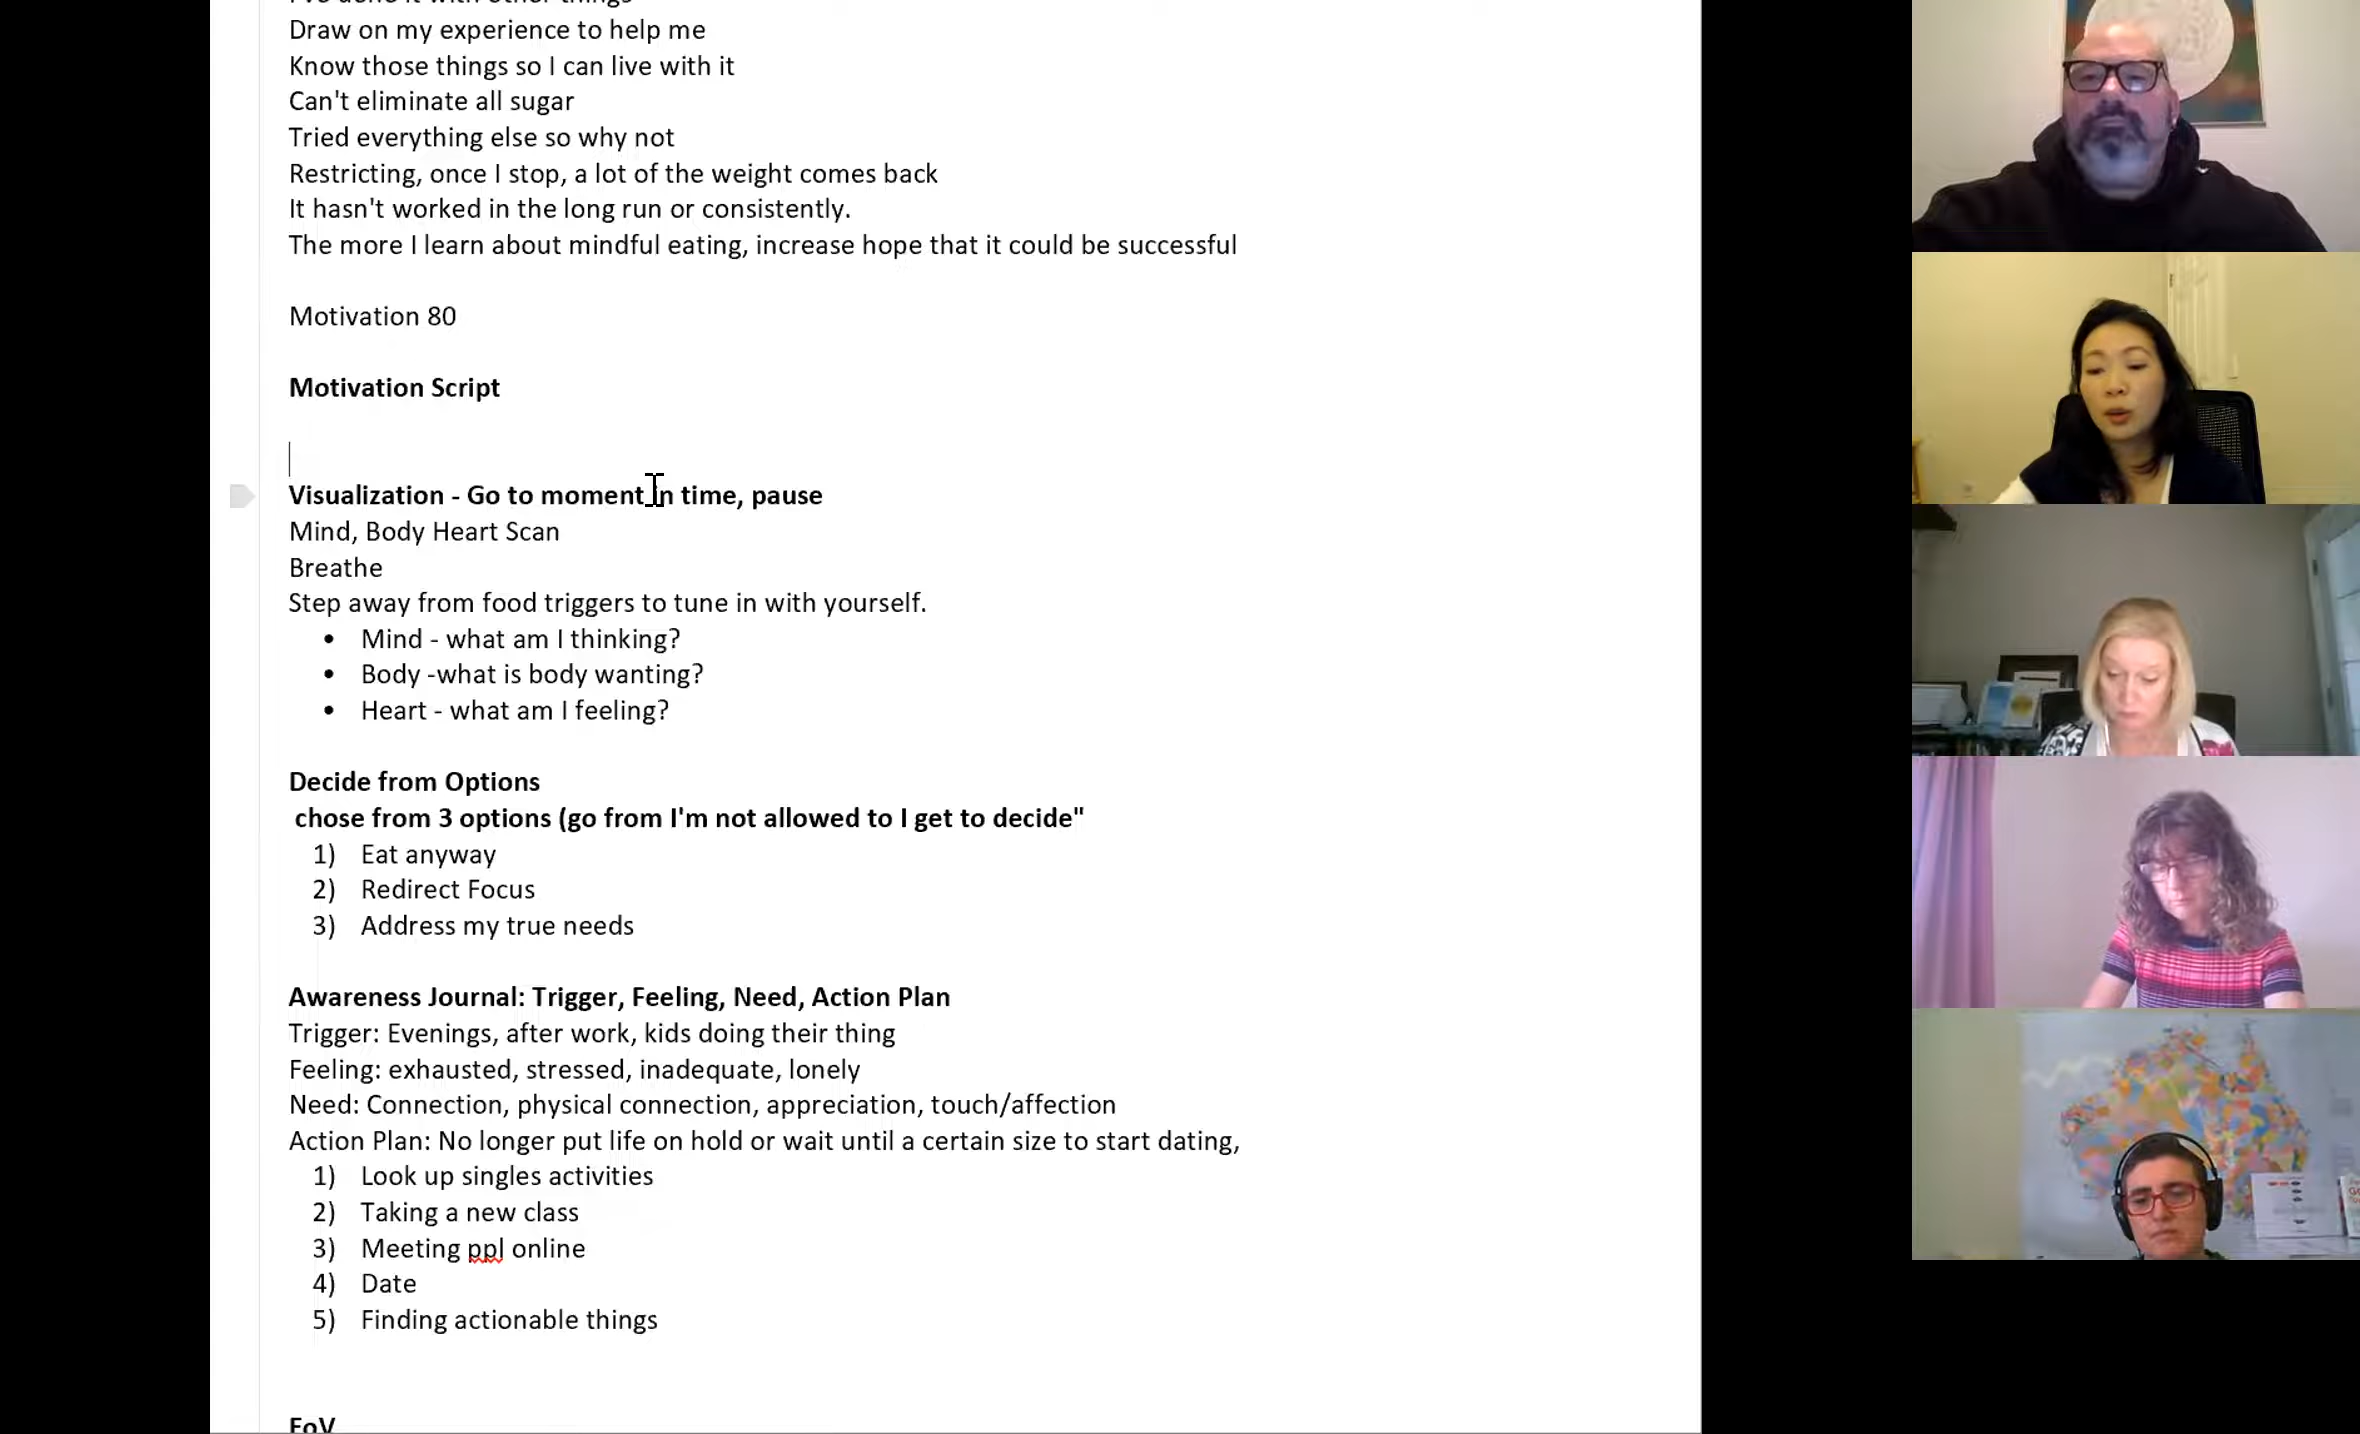 I've done it with other things
Draw on my experience to help me
Know those things so I can live with it
Can't eliminate all sugar
Tried everything else so why not
Restricting, once I stop, a lot of the weight comes back
It hasn't worked in the long run or consistently.
The more I learn about mindful eating, increase hope that it could be successful
Motivation 80
Motivation Script
Visualization - Go to moment in time, pause
Mind, Body Heart Scan
Breathe
Step away from food triggers to tune in with yourself.
• Mind - what am I thinking?
• Body -what is body wanting?
• Heart - what am I feeling?
Decide from Options
chose from 3 options (go from I'm not allowed to I get to decide"
1) Eat anyway
2) Redirect Focus
3) Address my true needs
Awareness Journal: Trigger, Feeling, Need, Action Plan
Trigger: Evenings, after work, kids doing their thing
Feeling: exhausted, stressed, inadequate, lonely
Need: Connection, physical connection, appreciation, touch/affection
Action Plan: No longer put life on hold or wait until a certain size to start dating,
1) Look up singles activities
2) Taking a new class
3) Meeting ppl online
4) Date
5) Finding actionable things
FoV